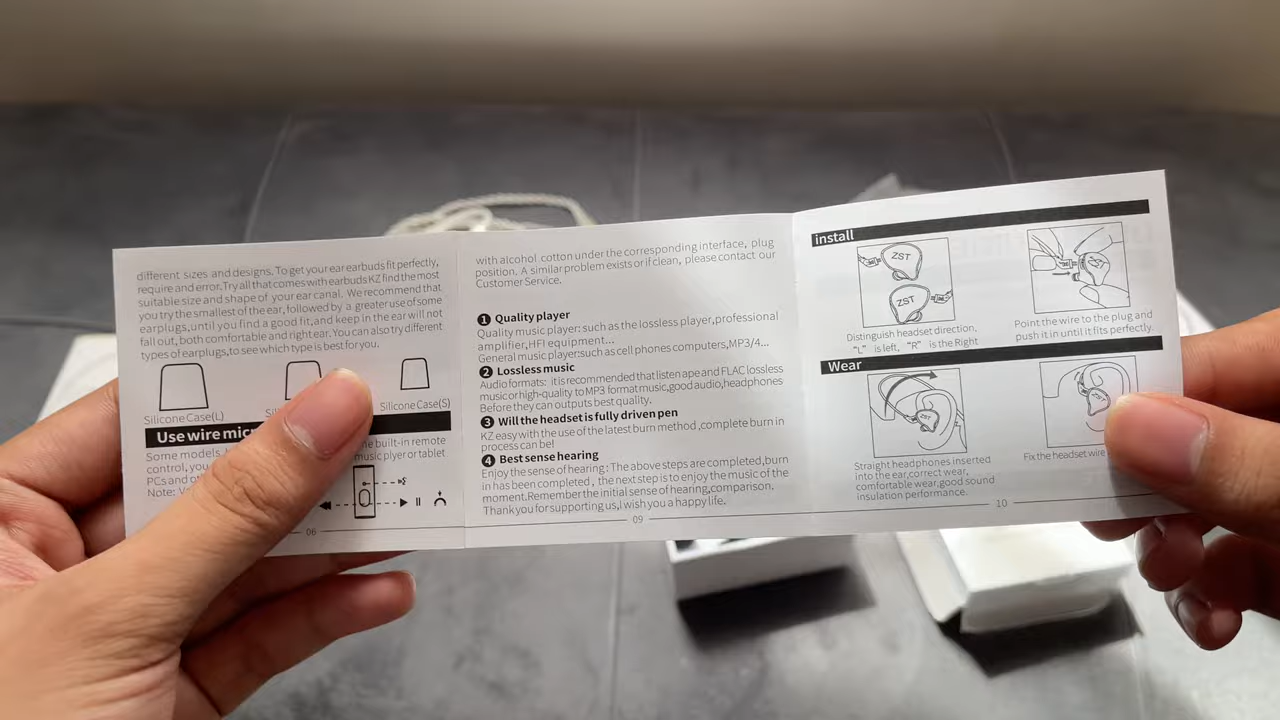 different sizes and designs. To get your ear earbuds fit perfectly,
require and error. Try all that comes with earbuds KZ find the most
suitable size and shape of your ear canal. We recommend that
you try the smallest of the ear, followed by a greater use of some
earplugs, until you find a good fit, and keep in the ear will not
fall out, both comfortable and right ear. You can also try different
types of earplugs, to see which type is best for you.
Silicone Case(L)
Silicone Case(S)
Use wire
Some models
built-in remote
control, you
music plyer or tablet
PCs and
Note:
06
with alcohol cotton under the corresponding interface, plug
position. A similar problem exists or if clean, please contact our
Customer Service.
1 Quality player
Quality music player: such as the lossless player, professional
amplifier, HFI equipment...
General music player: such as cell phones computers, MP3/4...
2 Lossless music
Audio formats: it is recommended that listen ape and FLAC lossless
music or high-quality to MP3 format music, good audio, headphones
Before they can outputs best quality.
3 Will the headset is fully driven pen
KZ easy with the use of the latest burn method, complete burn in
process can be!
4 Best sense hearing
Enjoy the sense of hearing: The above steps are completed, burn
in has been completed, the next step is to enjoy the music of the
moment. Remember the initial sense of hearing, comparison.
Thank you for supporting us, I wish you a happy life.
09
install
ZST
ZST
ZST
Distinguish headset direction,
"L" is left, "R" is the Right
Point the wire to the plug and
push it in until it fits perfectly.
Wear
ZST
ZST
Straight headphones inserted
into the ear, correct wear,
comfortable wear, good sound
insulation performance.
Fix the headset wire
10